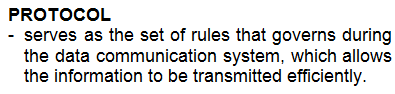 PROTOCOL
- serves as the set of rules that governs during
the data communication system, which allows
the information to be transmitted efficiently.